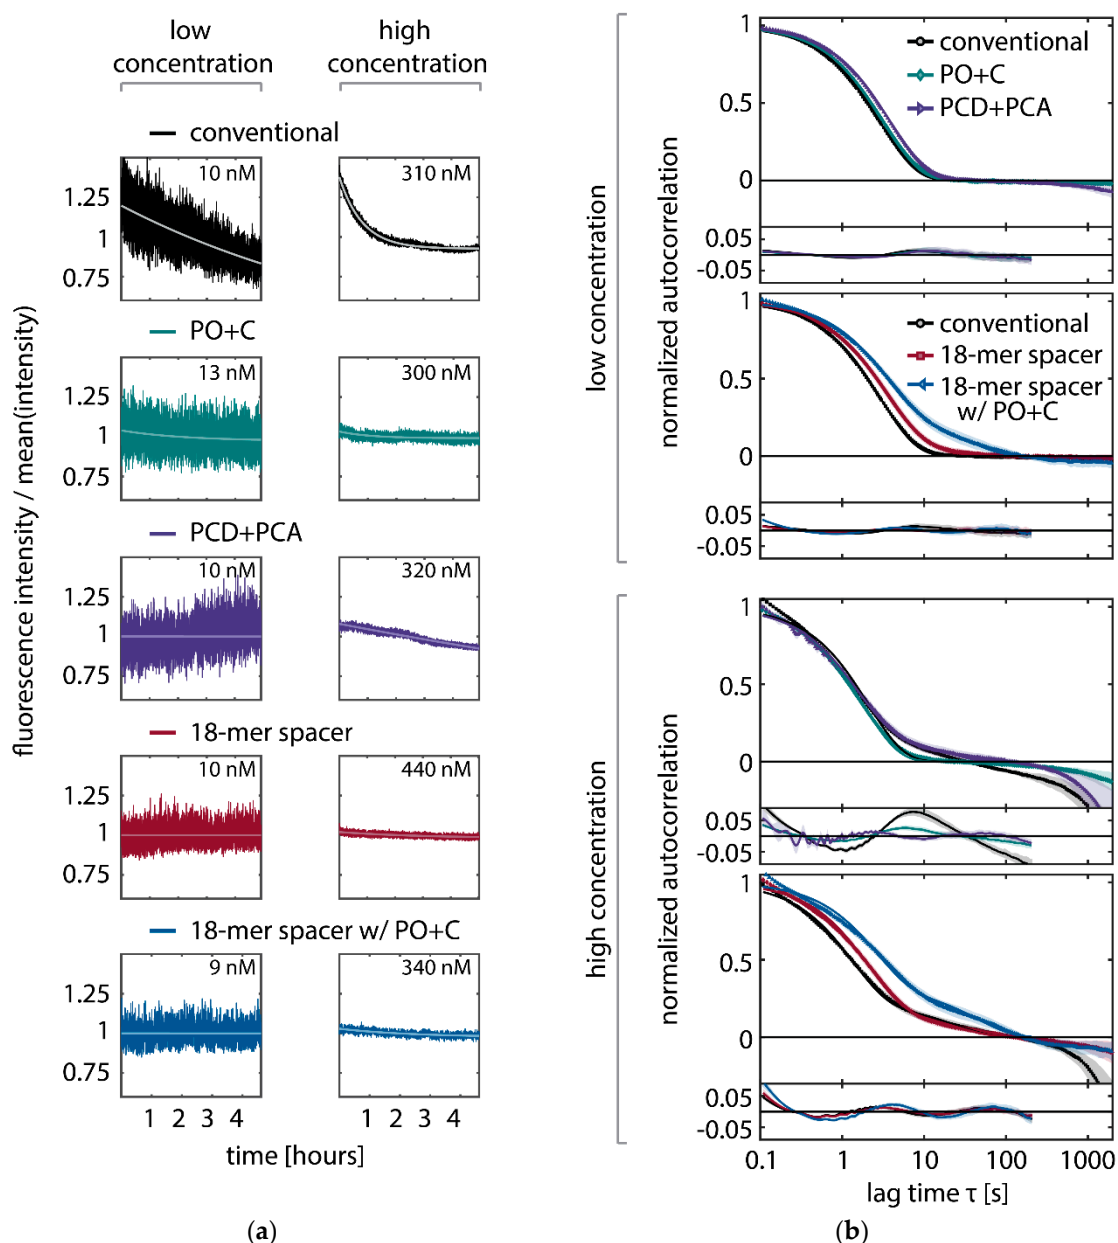 low
concentration
high
concentration
fluorescence intensity / mean(intensity)
conventional
10 nM
310 nM
1.25
1
0.75
PO+C
13 nM
300 nM
1.25
1
0.75
PCD+PCA
10 nM
320 nM
1.25
1
0.75
18-mer spacer
10 nM
440 nM
1.25
1
0.75
18-mer spacer w/ PO+C
9 nM
340 nM
1.25
1
0.75
1 2 3 4
1 2 3 4
time [hours]
(a)
low concentration
normalized autocorrelation
1
0.5
0
conventional
PO+C
PCD+PCA
0.05
-0.05
1
0.5
0
conventional
18-mer spacer
18-mer spacer
w/ PO+C
0.05
-0.05
high concentration
normalized autocorrelation
1
0.5
0
0.05
-0.05
1
0.5
0
0.05
-0.05
0.1 1 10 100 1000
lag time τ [s]
(b)